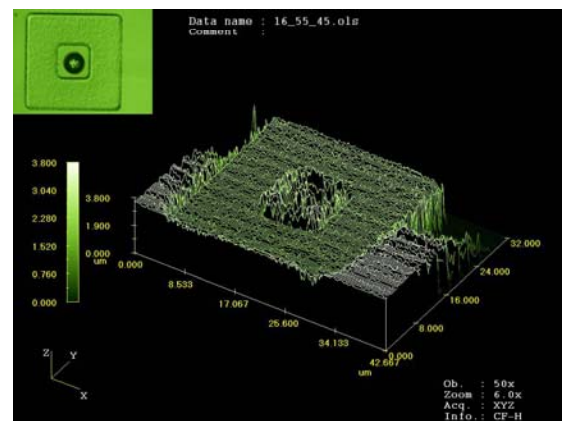 Data name : 16_55_45.ols
Comment :
3.800
3.040
2.280
1.520
0.760
0.000
3.800
1.900
0.000
um
0.000
8.533
17.067
25.600
34.133
42.667
um
0.000
8.000
16.000
24.000
32.000
Z
Y
X
Ob. : 50x
Zoom : 6.0x
Acq. : XYZ
Info.: CF-H